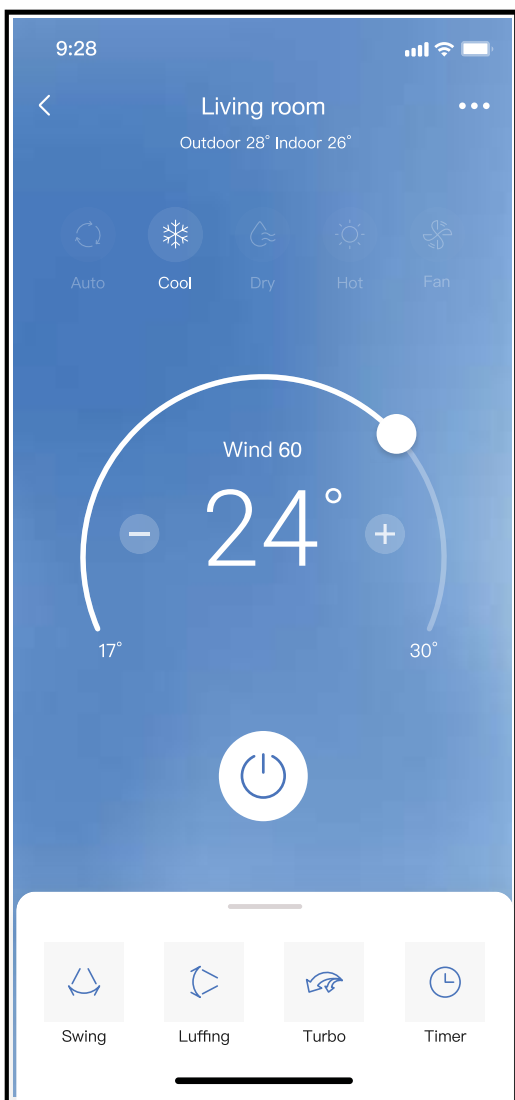 9:28
Living room
Outdoor 28° Indoor 26°
Auto Cool Dry Hot Fan
Wind 60
24°
17° 30°
Swing Luffing Turbo Timer